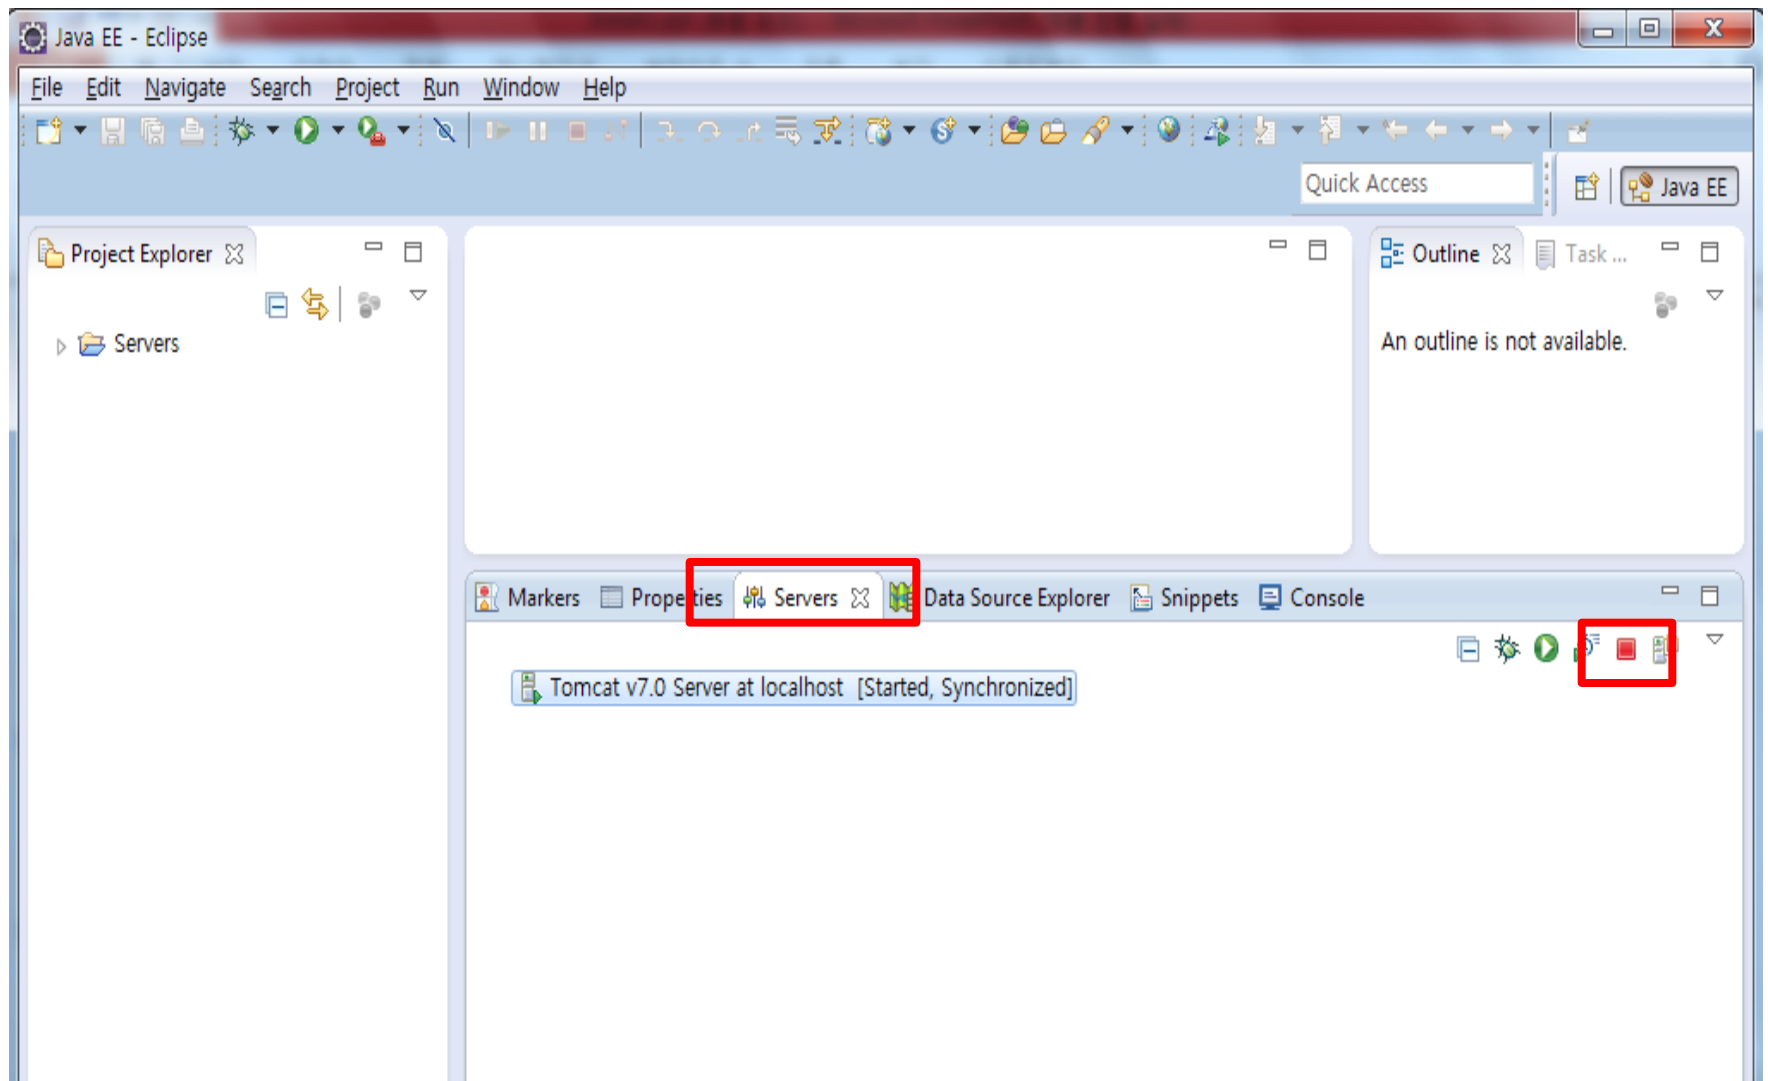 Java EE - Eclipse
File Edit Navigate Search Project Run Window Help
Quick Access
Java EE
Project Explorer
Outline Task ...
Servers
An outline is not available.
Markers Properties Servers Data Source Explorer Snippets Console
Tomcat v7.0 Server at localhost [Started, Synchronized]